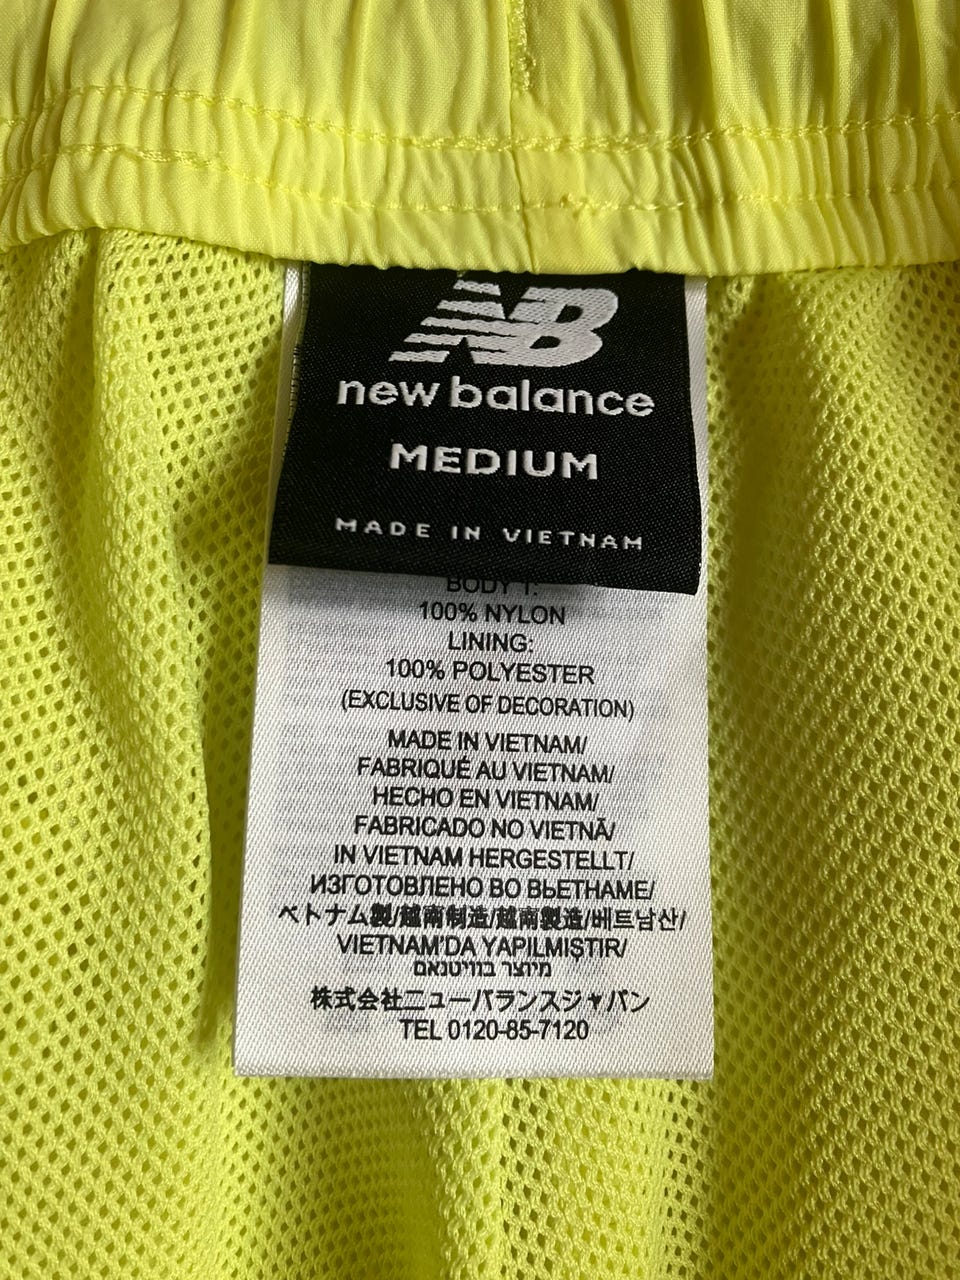 NB
new balance
MEDIUM
MADE IN VIETNAM
BODY 1:
100% NYLON
LINING:
100% POLYESTER
(EXCLUSIVE OF DECORATION)
MADE IN VIETNAM/
FABRIQUÉ AU VIETNAM/
HECHO EN VIETNAM/
FABRICADO NO VIETNÃ/
IN VIETNAM HERGESTELLT/
ИЗГОТОВЛЕНО ВО ВЬЕТНАМЕ/
ベトナム製/越南制造/越南製造/베트남산/
VIETNAM'DA YAPILMIŞTIR/
מיוצר בוויטנאם
株式会社ニューバランスジャパン
TEL 0120-85-7120